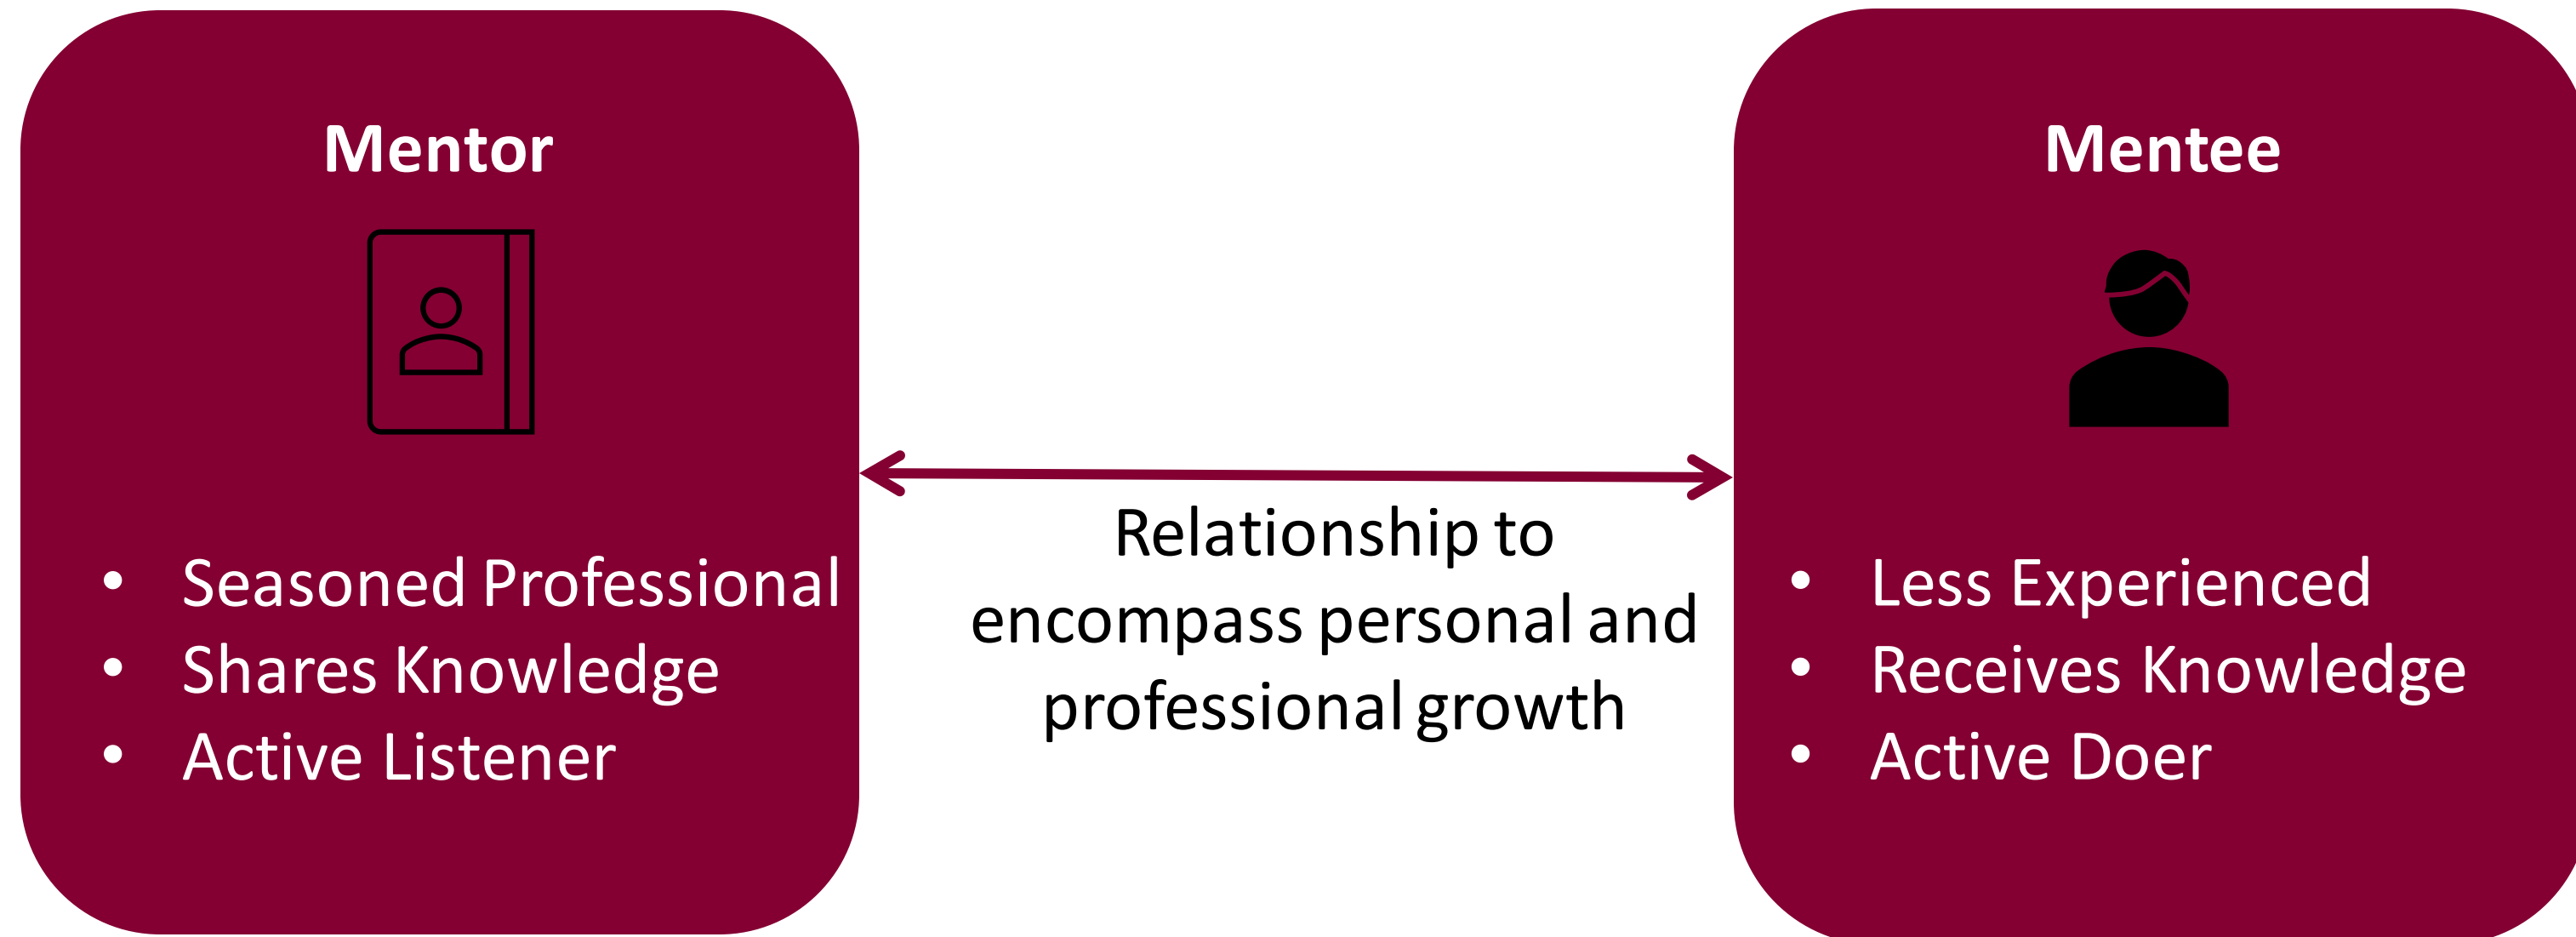 Mentor
• Seasoned Professional
• Shares Knowledge
• Active Listener
Relationship to
encompass personal and
professional growth
Mentee
• Less Experienced
• Receives Knowledge
• Active Doer